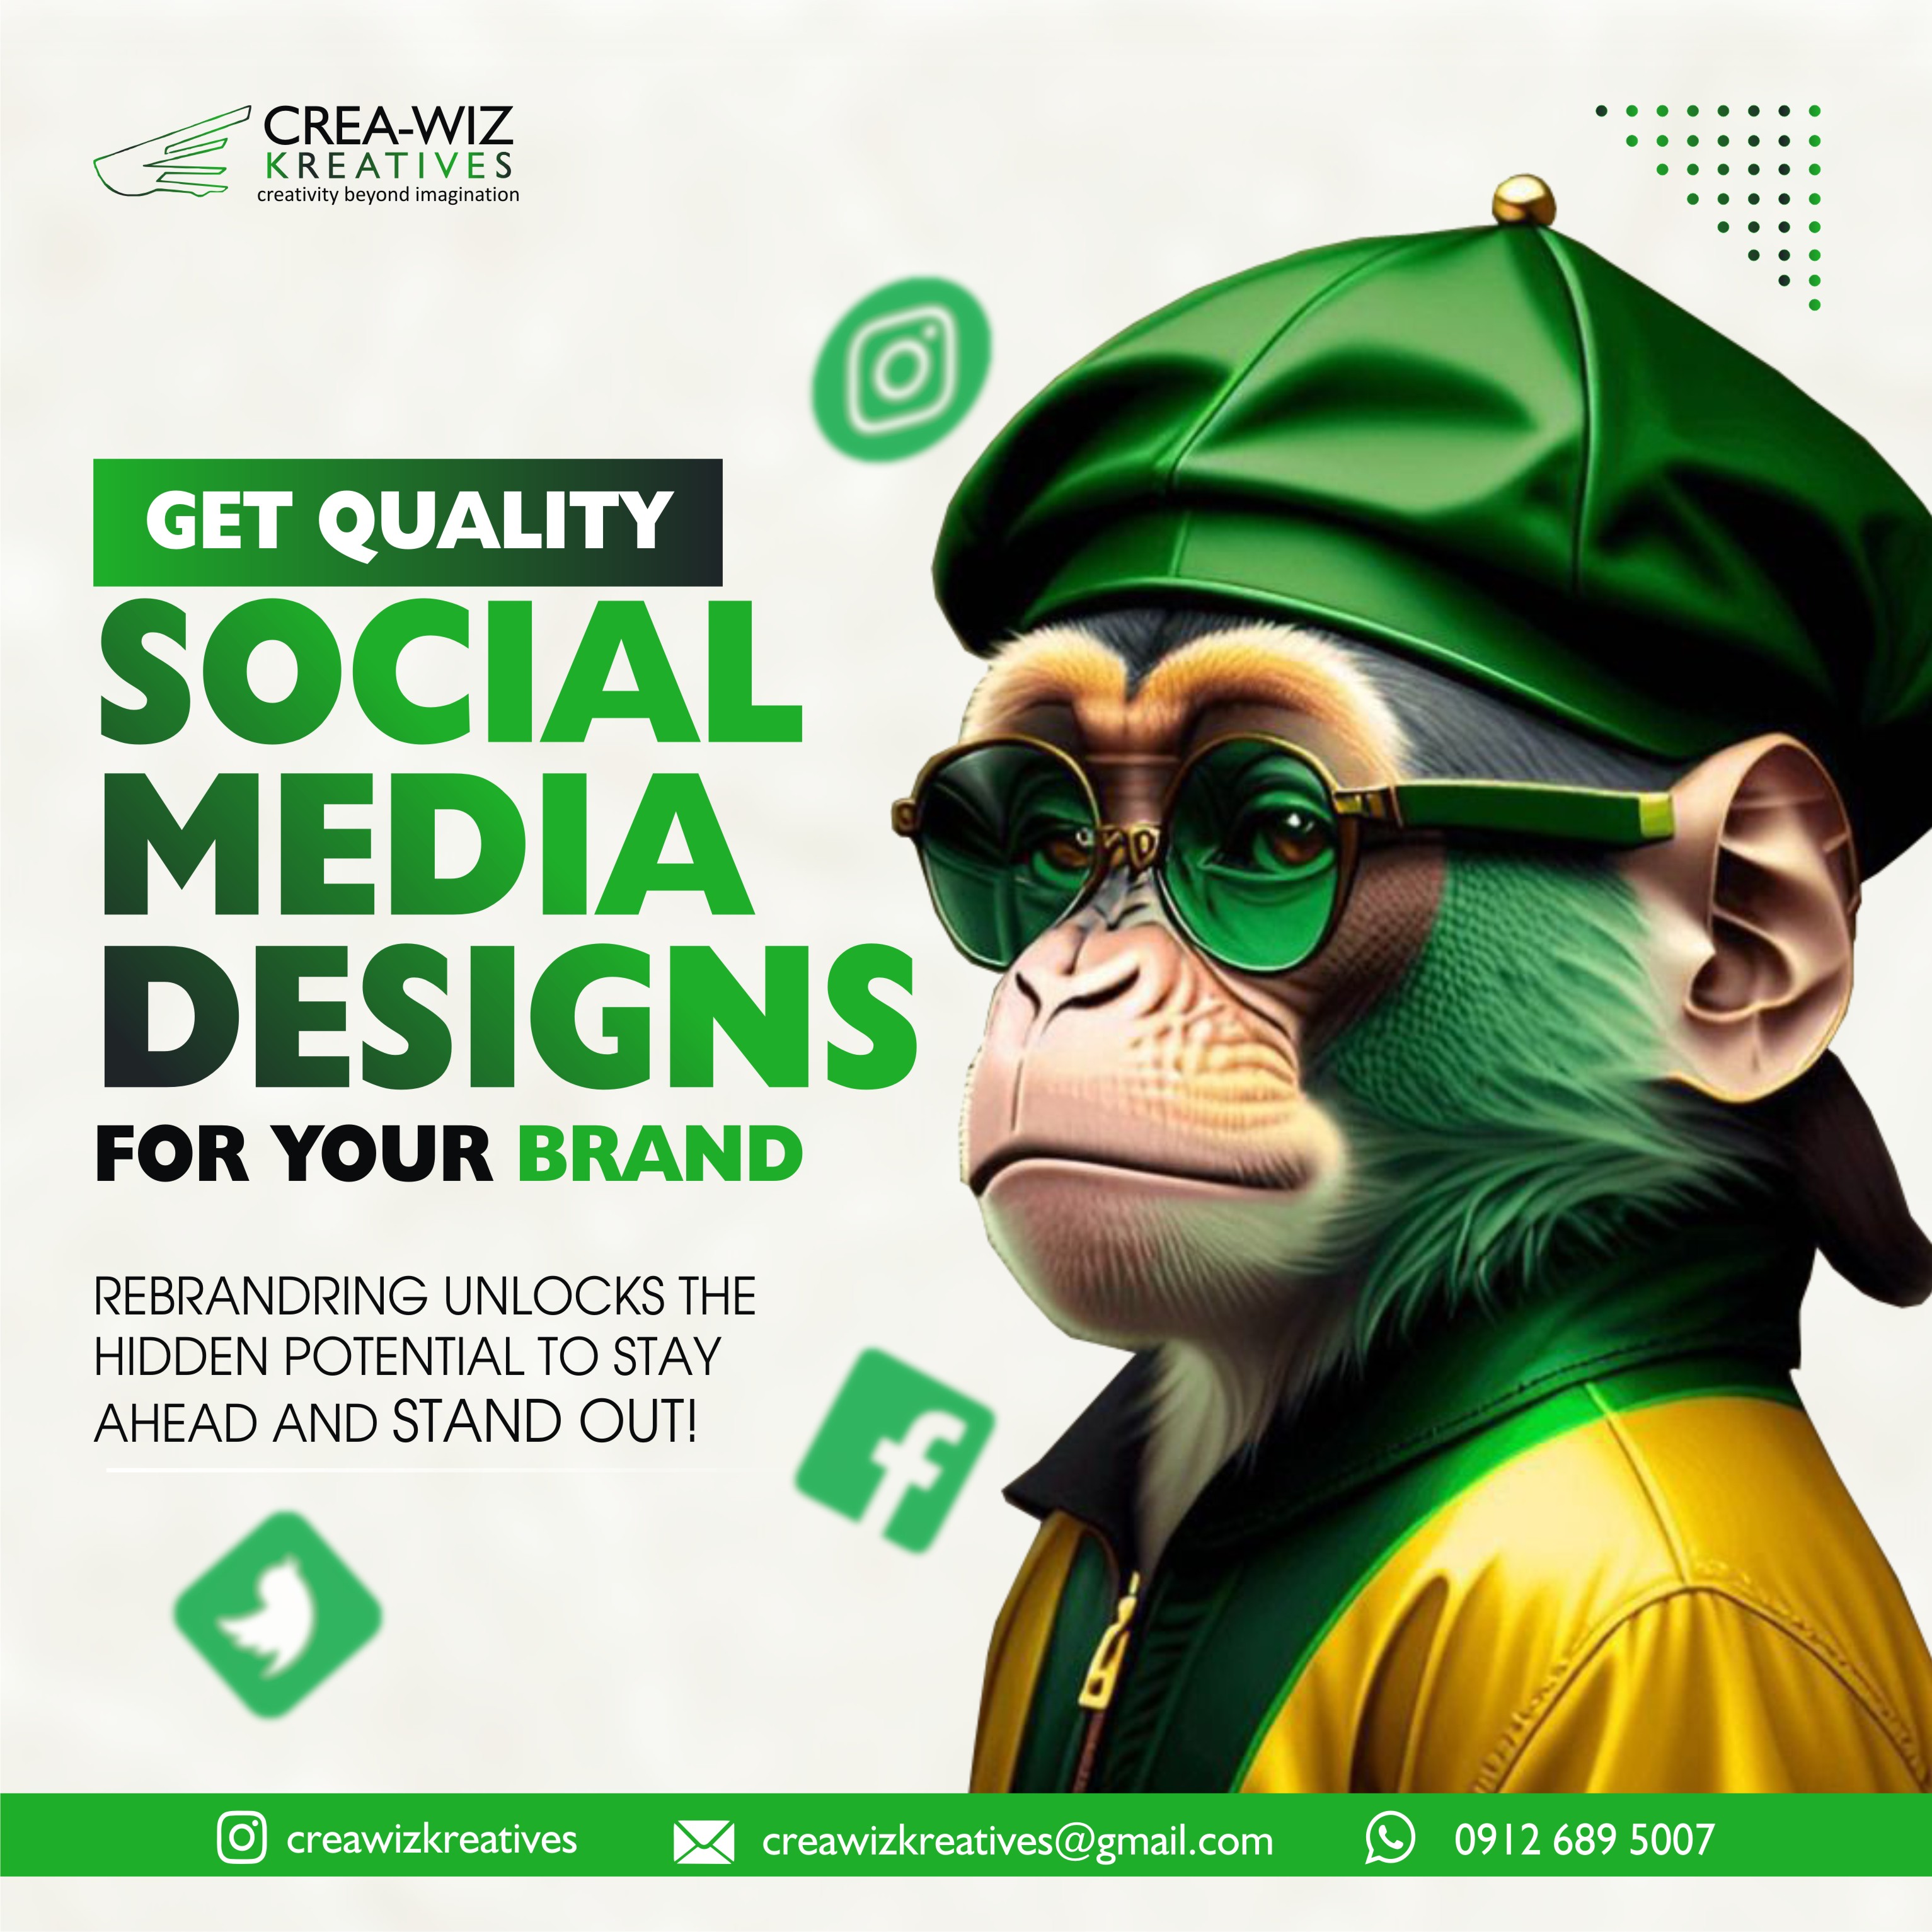 CREA-WIZ
KREATIVES
creativity beyond imagination
GET QUALITY
SOCIAL
MEDIA
DESIGNS
FOR YOUR BRAND
REBRANDRING UNLOCKS THE
HIDDEN POTENTIAL TO STAY
AHEAD AND STAND OUT!
creawizkreatives
creawizkreatives@gmail.com
0912 689 5007